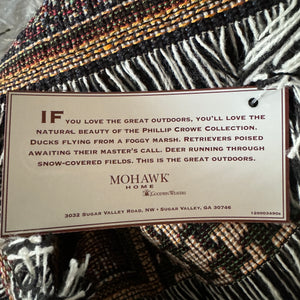 IF YOU LOVE THE GREAT OUTDOORS, YOU'LL LOVE THE
NATURAL BEAUTY OF THE PHILLIP CROWE COLLECTION.
DUCKS FLYING FROM A FOGGY MARSH. RETRIEVERS POISED
AWAITING THEIR MASTER'S CALL. DEER RUNNING THROUGH
SNOW-COVERED FIELDS. THIS IS THE GREAT OUTDOORS.
MOHAWK
HOME
GOODWIN WEAVERS
3032 SUGAR VALLEY ROAD, NW • SUGAR VALLEY, GA 30746